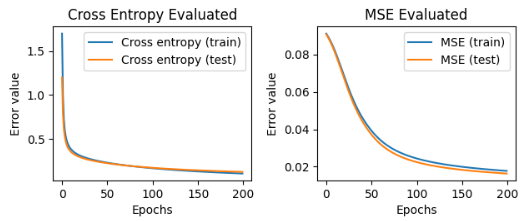 Cross Entropy Evaluated
Error value
1.5
1.0
0.5
Cross entropy (train)
Cross entropy (test)
0 50 100 150 200
Epochs
MSE Evaluated
Error value
0.08
0.06
0.04
0.02
MSE (train)
MSE (test)
0 50 100 150 200
Epochs